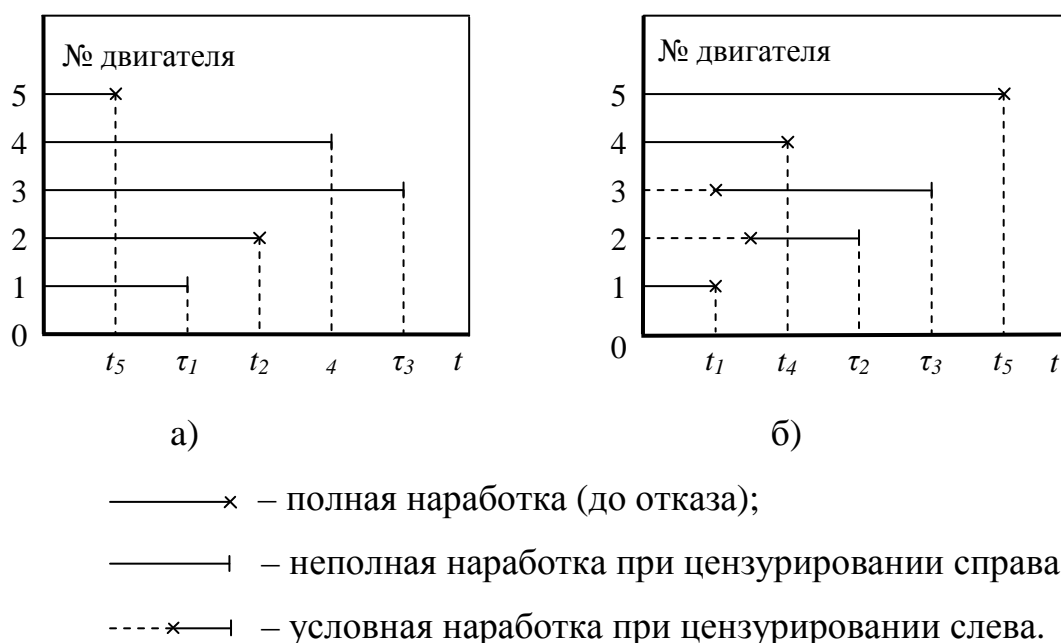 № двигателя
5
4
3
2
1
0
t5 τ1 t2 4 τ3 t
а)
№ двигателя
5
4
3
2
1
0
t1 t4 τ2 τ3 t5 t
б)
– полная наработка (до отказа);
– неполная наработка при цензурировании справа
– условная наработка при цензурировании слева.